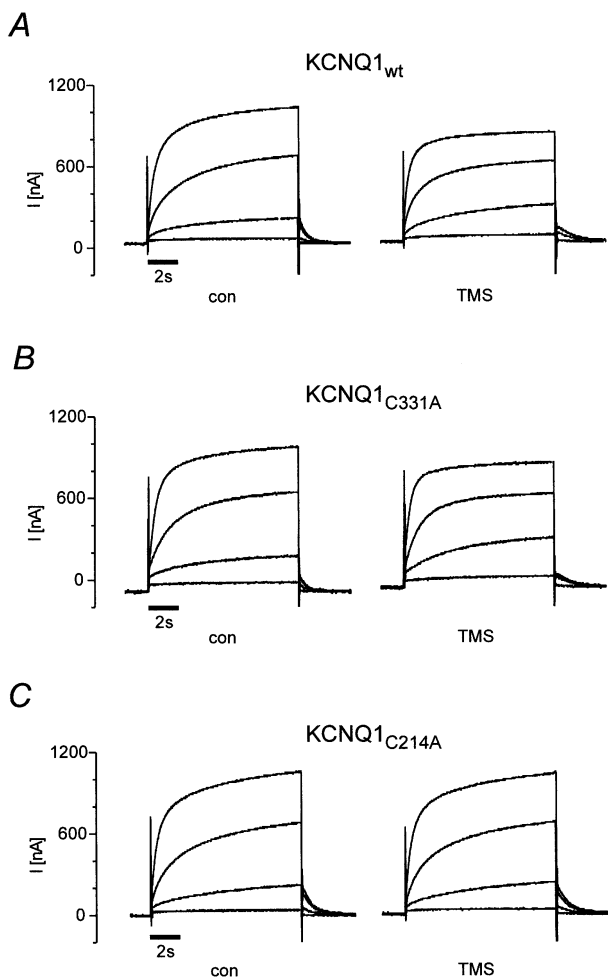 A
KCNQ1wt
1200
600
0
I [nA]
2s
con
TMS
B
KCNQ1C331A
1200
600
0
I [nA]
2s
con
TMS
C
KCNQ1C214A
1200
600
0
I [nA]
2s
con
TMS